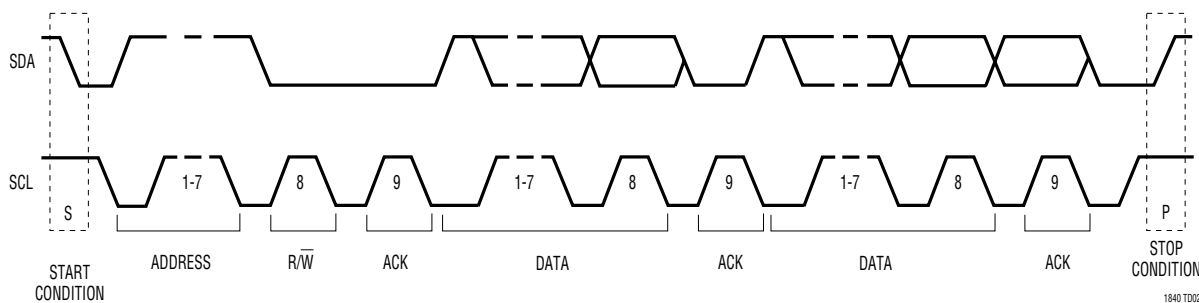 SDA
SCL
1-7
8
9
1-7
8
9
1-7
8
9
S
P
ADDRESS
R/W̅
ACK
DATA
ACK
DATA
ACK
START
CONDITION
STOP
CONDITION
1840 TD02